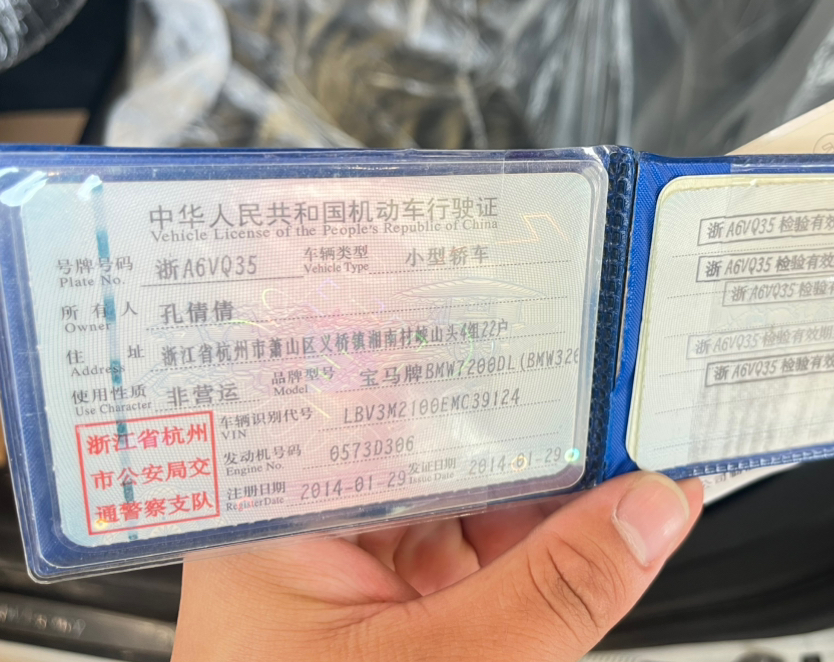 中华人民共和国机动车行驶证
Vehicle License of the People's Republic of China
号牌号码 浙A6VQ35 车辆类型 小型轿车
Plate No. Vehicle Type
所有人 孔倩倩
Owner
住址 浙江省杭州市萧山区义桥镇湘南村 山头4组22户
Address
使用性质 非营运 品牌型号 宝马牌BMW7200DL(BMW320
Use Character Model
浙江省杭州
市公安局交
通警察支队
车辆识别代号 LBV3M2100EMC39124
VIN
发动机号码 0573D306
Engine No.
注册日期 2014-01-29 发证日期 2014-01-29
Register Date Issue Date
浙A6VQ35 检验有效
浙A6VQ35 检验有效
浙A6VQ35 检验有
浙A6VQ35 检验有效期
浙A6VQ35 检验有效